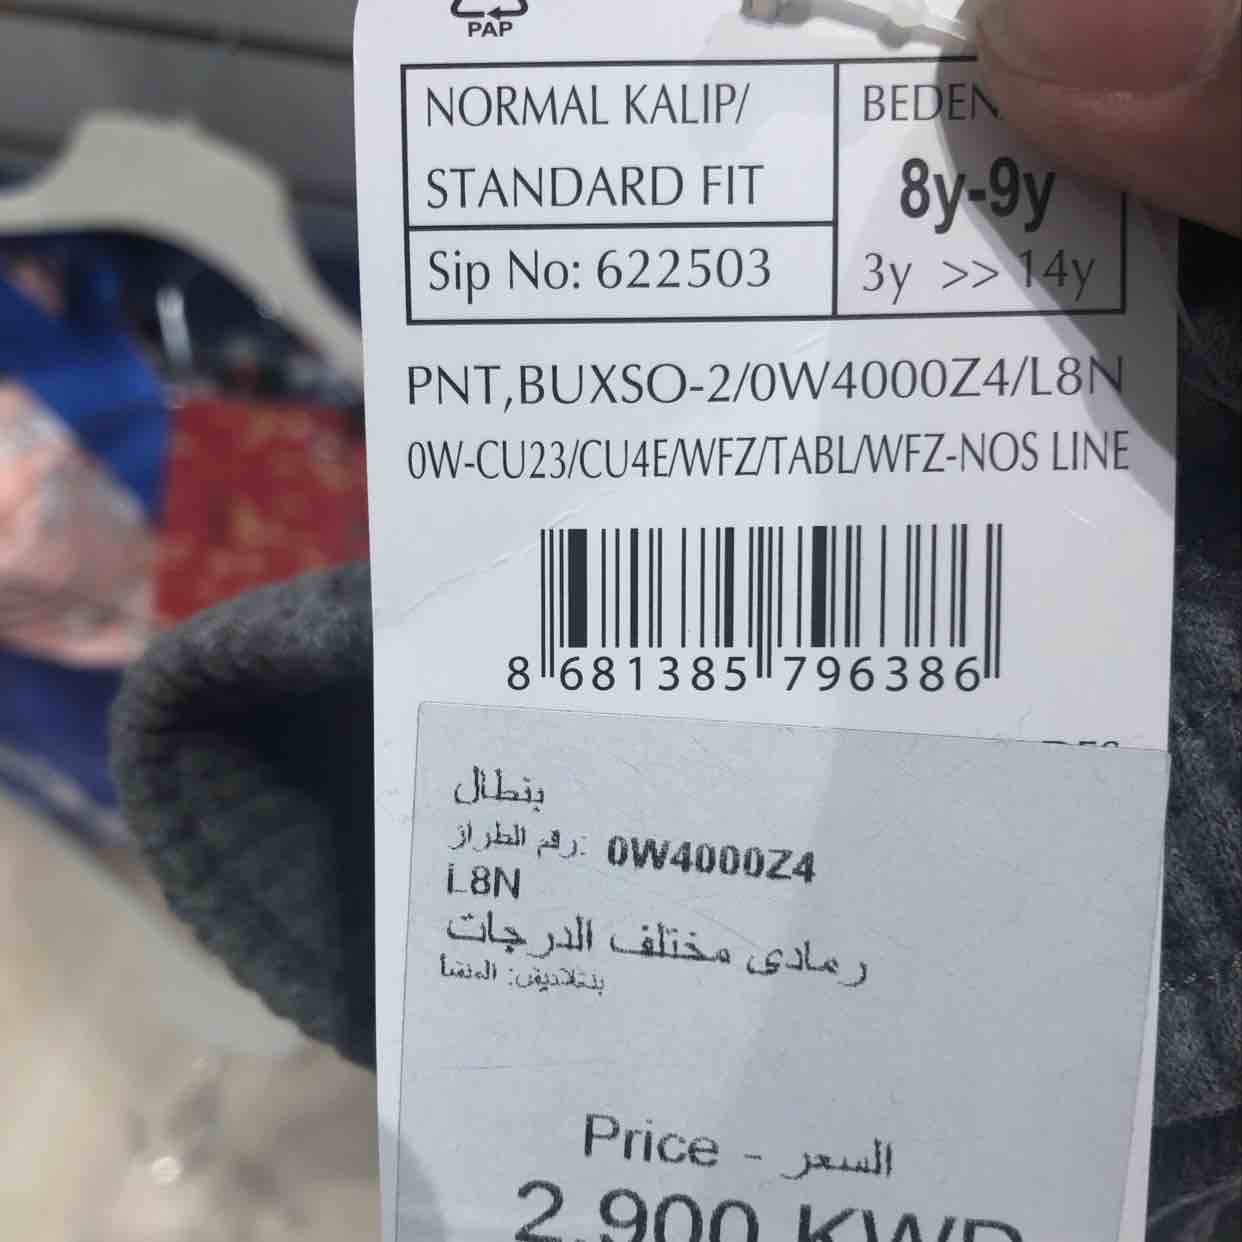 PAP
NORMAL KALIP/
STANDARD FIT
Sip No: 622503
BEDEN
8y-9y
3y >> 14y
PNT,BUXSO-2/0W4000Z4/L8N
0W-CU23/CU4E/WFZ/TABL/WFZ-NOS LINE
8 681385 796386
بنطال
رقم الطراز: 0W4000Z4
L8N
رمادى مختلف الدرجات
بنغلاديش: المنشأ
Price - السعر
2.900 KWD